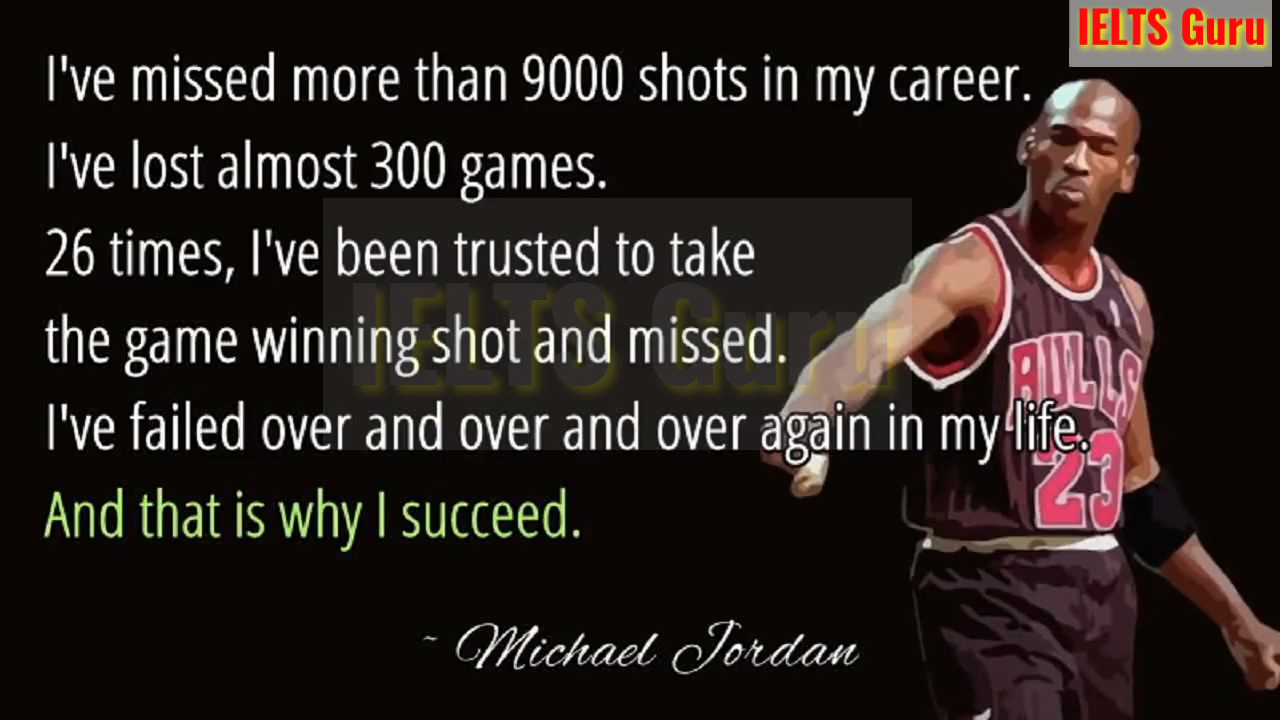 IELTS Guru
I've missed more than 9000 shots in my career.
I've lost almost 300 games.
26 times, I've been trusted to take
the game winning shot and missed.
IELTS Guru
I've failed over and over and over again in my life.
And that is why I succeed.
~ Michael Jordan
BULLS
23